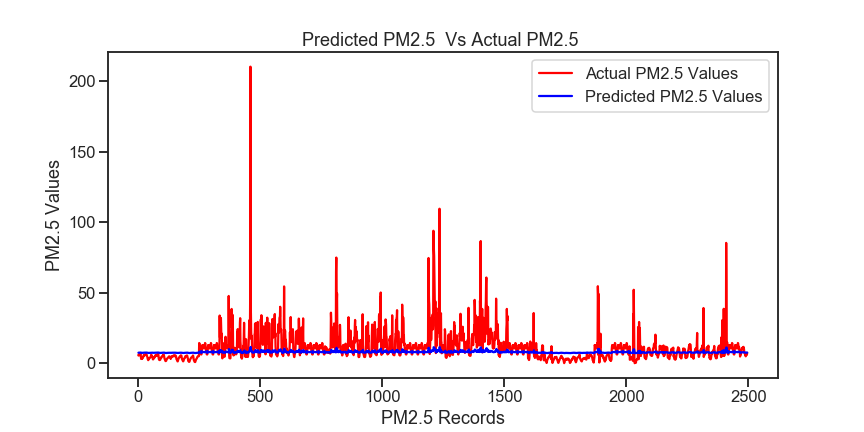 Predicted PM2.5  Vs Actual PM2.5
Actual PM2.5 Values
Predicted PM2.5 Values
PM2.5 Values
200
150
100
50
0
0 500 1000 1500 2000 2500
PM2.5 Records